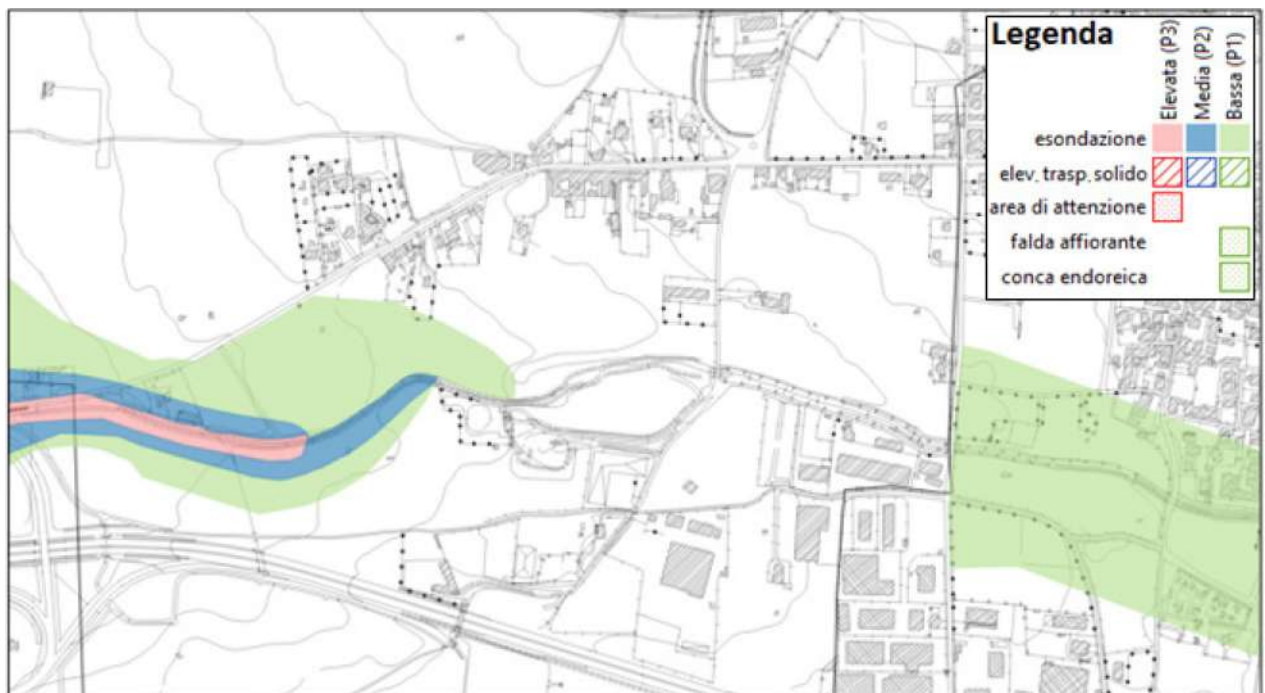 Legenda
Elevata (P3)
Media (P2)
Bassa (P1)
esondazione
elev. trasp. solido
area di attenzione
falda affiorante
conca endoreica